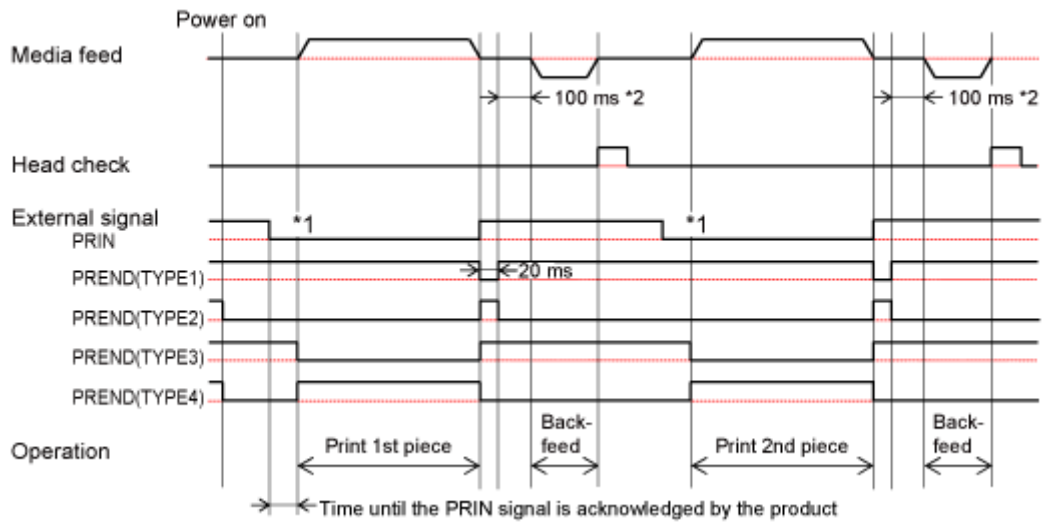 Power on
Media feed
100 ms *2
100 ms *2
Head check
External signal
*1
*1
PRIN
PREND(TYPE1)
20 ms
PREND(TYPE2)
PREND(TYPE3)
PREND(TYPE4)
Operation
Print 1st piece
Back-
feed
Print 2nd piece
Back-
feed
Time until the PRIN signal is acknowledged by the product